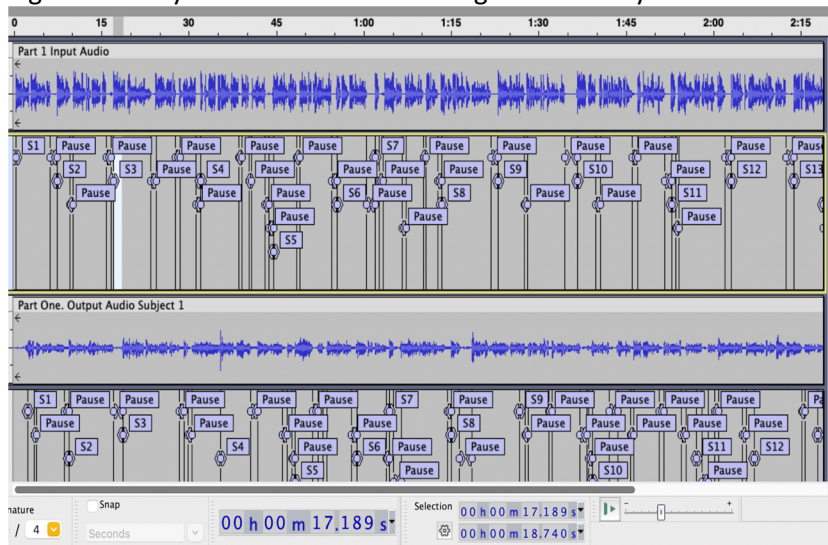 0 15 30 45 1:00 1:15 1:30 1:45 2:00 2:15
Part 1 Input Audio
S1 Pause Pause Pause Pause Pause S7 Pause Pause Pause Pause Pause
S2 S3 Pause S4 Pause Pause Pause Pause S9 S10 Pause S12 S13
Pause Pause Pause S6 Pause S8 Pause Pause S11
Pause Pause Pause
S5
Part One. Output Audio Subject 1
S1 Pause Pause Pause Pause Pause S7 Pause S9 Pause Pause Pause Pause
Pause S3 Pause Pause Pause S8 Pause Pause Pause Pause Pause
S2 S4 Pause S6 Pause Pause Pause S11 S12
S5 Pause S10 Pause
Snap
Selection
00 h 00 m 17.189 s
/ 4
Seconds
00 h 00 m 17.189 s
00 h 00 m 18.740 s